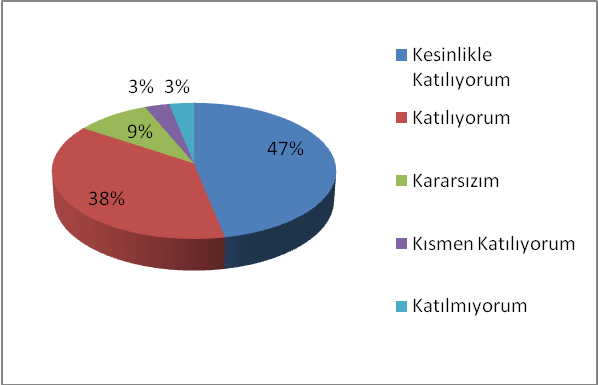 3% 3%
9%
47%
38%
Kesinlikle
Katılıyorum
Katılıyorum
Kararsızım
Kısmen Katılıyorum
Katılmıyorum